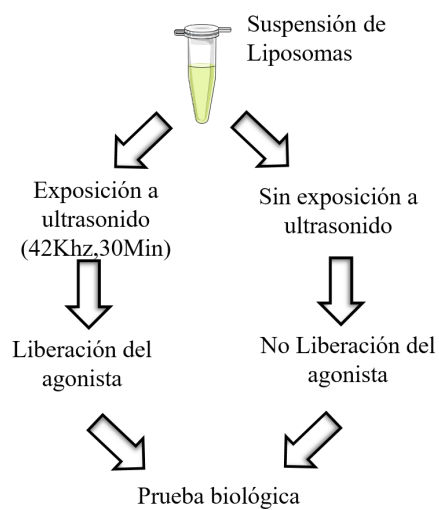 Suspensión de
Liposomas
Exposición a
ultrasonido
(42Khz,30Min)
Sin exposición a
ultrasonido
Liberación del
agonista
No Liberación del
agonista
Prueba biológica